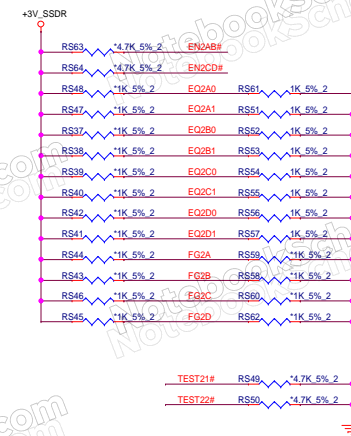 +3V_SSDR
RS63 *4.7K_5%_2 EN2AB#
RS64 *4.7K_5%_2 EN2CD#
RS48 *1K_5%_2 EQ2A0 RS61 1K_5%_2
RS47 *1K_5%_2 EQ2A1 RS51 1K_5%_2
RS37 *1K_5%_2 EQ2B0 RS52 1K_5%_2
RS38 *1K_5%_2 EQ2B1 RS53 1K_5%_2
RS39 *1K_5%_2 EQ2C0 RS54 1K_5%_2
RS40 *1K_5%_2 EQ2C1 RS55 1K_5%_2
RS42 *1K_5%_2 EQ2D0 RS56 1K_5%_2
RS41 *1K_5%_2 EQ2D1 RS57 1K_5%_2
RS44 *1K_5%_2 FG2A RS59 *1K_5%_2
RS43 *1K_5%_2 FG2B RS58 *1K_5%_2
RS46 *1K_5%_2 FG2C RS60 *1K_5%_2
RS45 *1K_5%_2 FG2D RS62 *1K_5%_2
TEST21# RS49 *4.7K_5%_2
TEST22# RS50 *4.7K_5%_2